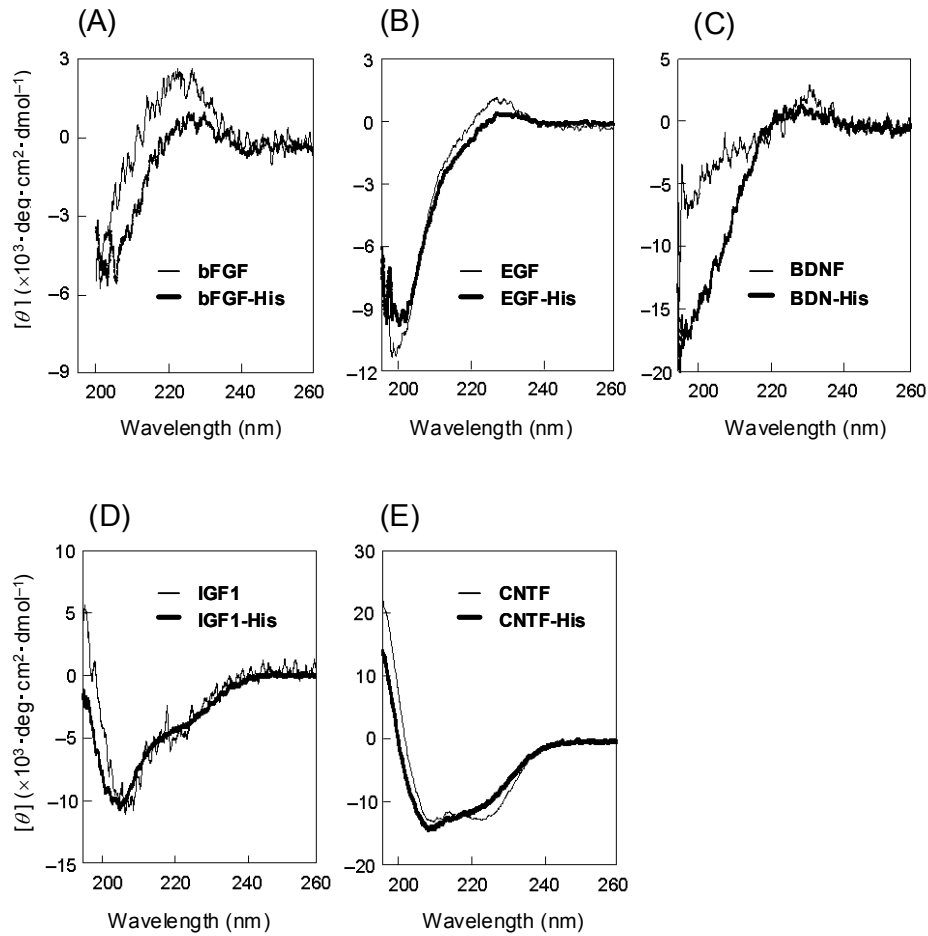 (A)
[θ] (×10³·deg·cm²·dmol⁻¹)
3
0
−3
−6
−9
bFGF
bFGF-His
200 220 240 260
Wavelength (nm)
(B)
3
0
−3
−6
−9
−12
EGF
EGF-His
200 220 240 260
Wavelength (nm)
(C)
5
0
−5
−10
−15
−20
BDNF
BDN-His
200 220 240 260
Wavelength (nm)
(D)
[θ] (×10³·deg·cm²·dmol⁻¹)
10
5
0
−5
−10
−15
IGF1
IGF1-His
200 220 240 260
Wavelength (nm)
(E)
30
20
10
0
−10
−20
CNTF
CNTF-His
200 220 240 260
Wavelength (nm)